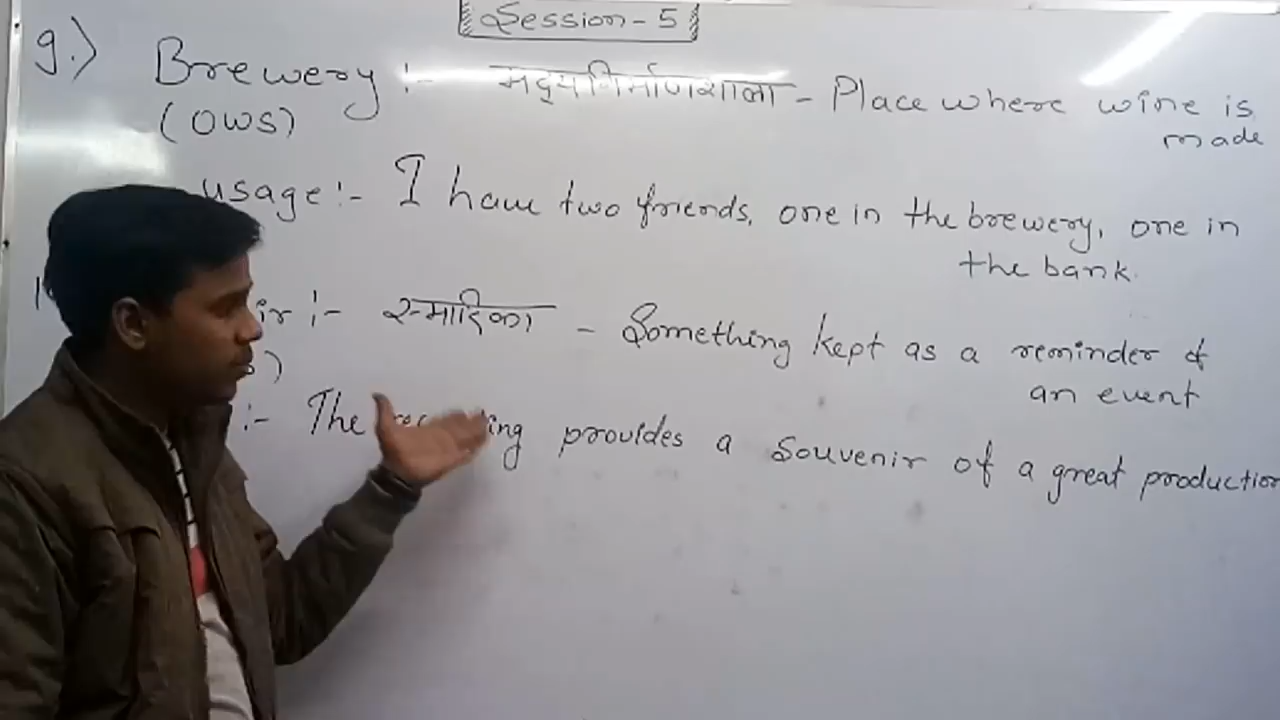 Session - 5
9.) Brewery :- मद्यनिर्माणशाला - Place where wine is
made
(OWS)
usage :- I have two friends, one in the brewery, one in
the bank.
:- स्मारिका - Something kept as a reminder of
an event
:- The provides a souvenir of a great production